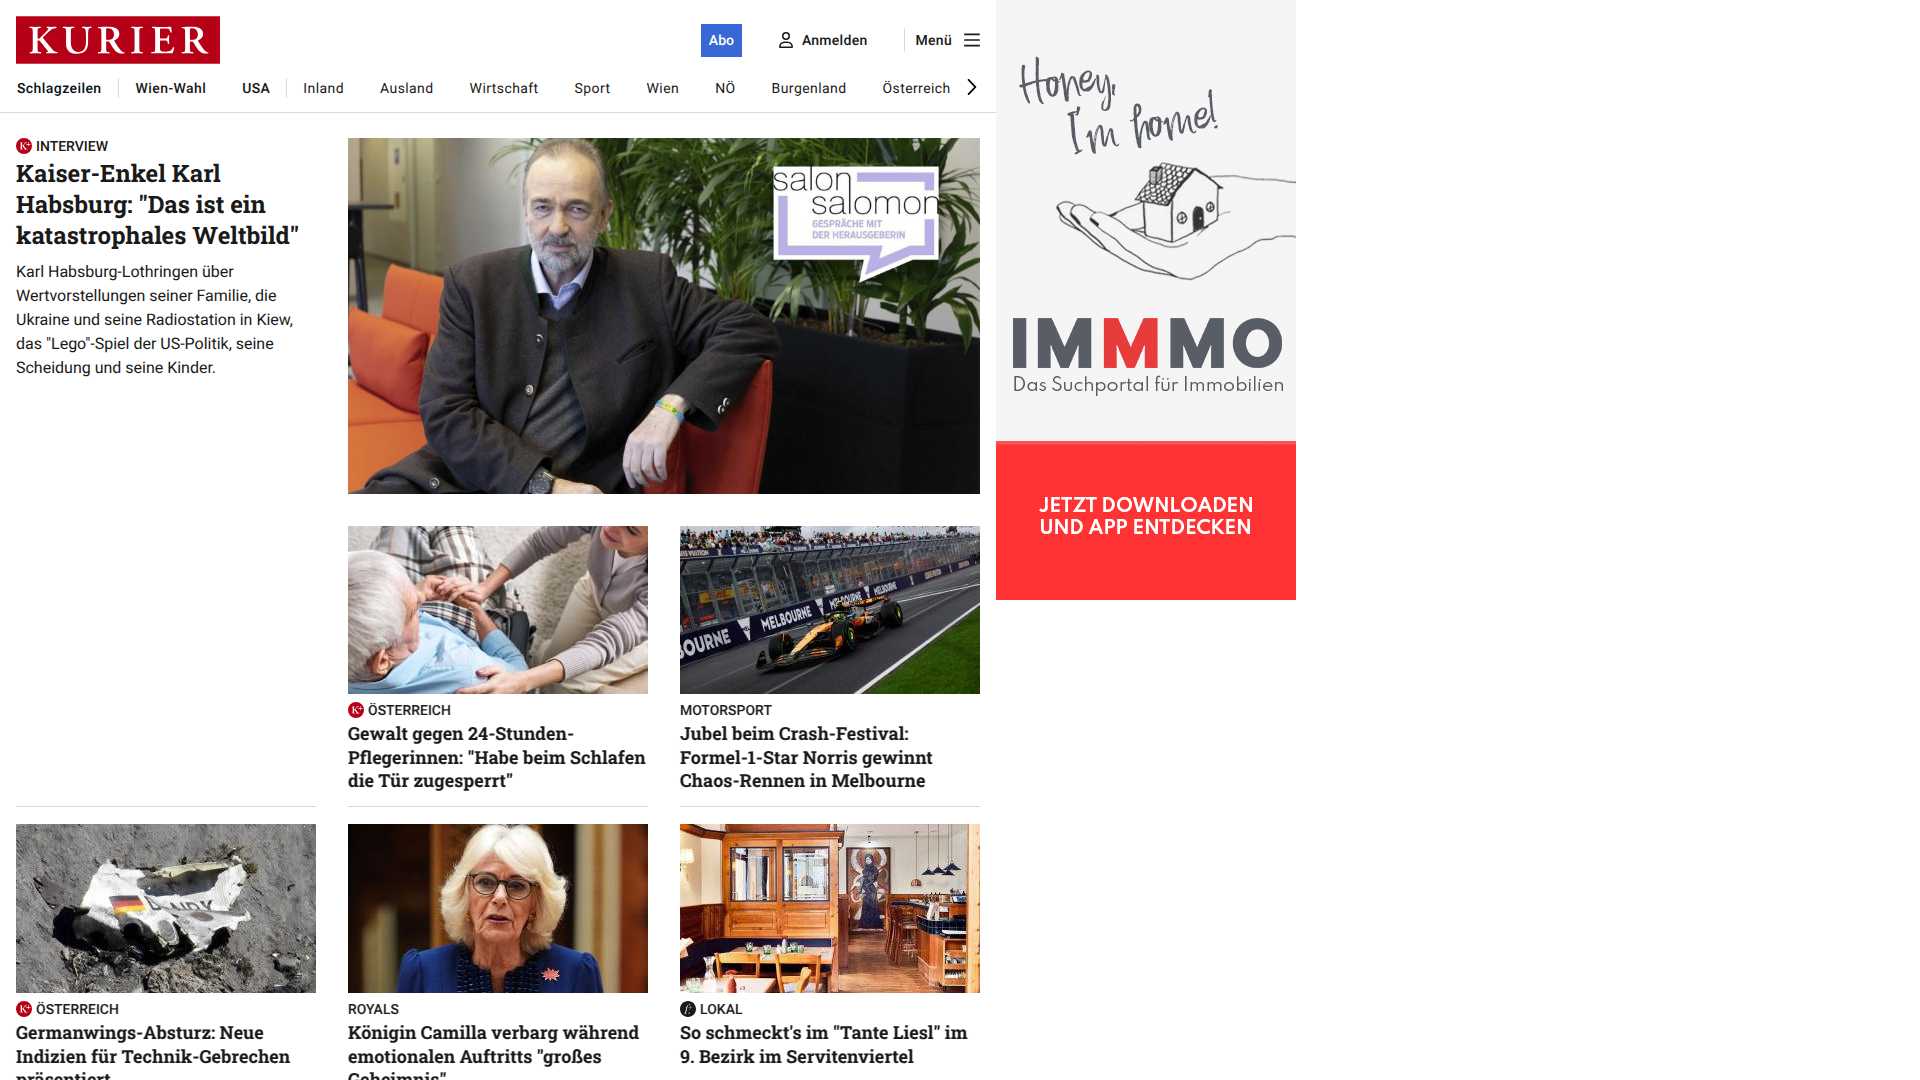 KURIER
Abo
Anmelden
Menü
Schlagzeilen
Wien-Wahl
USA
Inland
Ausland
Wirtschaft
Sport
Wien
NÖ
Burgenland
Österreich
INTERVIEW
Kaiser-Enkel Karl
Habsburg: "Das ist ein
katastrophales Weltbild"
Karl Habsburg-Lothringen über
Wertvorstellungen seiner Familie, die
Ukraine und seine Radiostation in Kiew,
das "Lego"-Spiel der US-Politik, seine
Scheidung und seine Kinder.
salon
salomon
GESPRÄCHE MIT
DER HERAUSGEBERIN
MELBOURNE
MELBOURNE
ÖSTERREICH
Gewalt gegen 24-Stunden-
Pflegerinnen: "Habe beim Schlafen
die Tür zugesperrt"
MOTORSPORT
Jubel beim Crash-Festival:
Formel-1-Star Norris gewinnt
Chaos-Rennen in Melbourne
ÖSTERREICH
Germanwings-Absturz: Neue
Indizien für Technik-Gebrechen
präsentiert
ROYALS
Königin Camilla verbarg während
emotionalen Auftritts "großes
Geheimnis"
LOKAL
So schmeckt's im "Tante Liesl" im
9. Bezirk im Servitenviertel
Honey,
I'm home!
IMMMO
Das Suchportal für Immobilien
JETZT DOWNLOADEN
UND APP ENTDECKEN